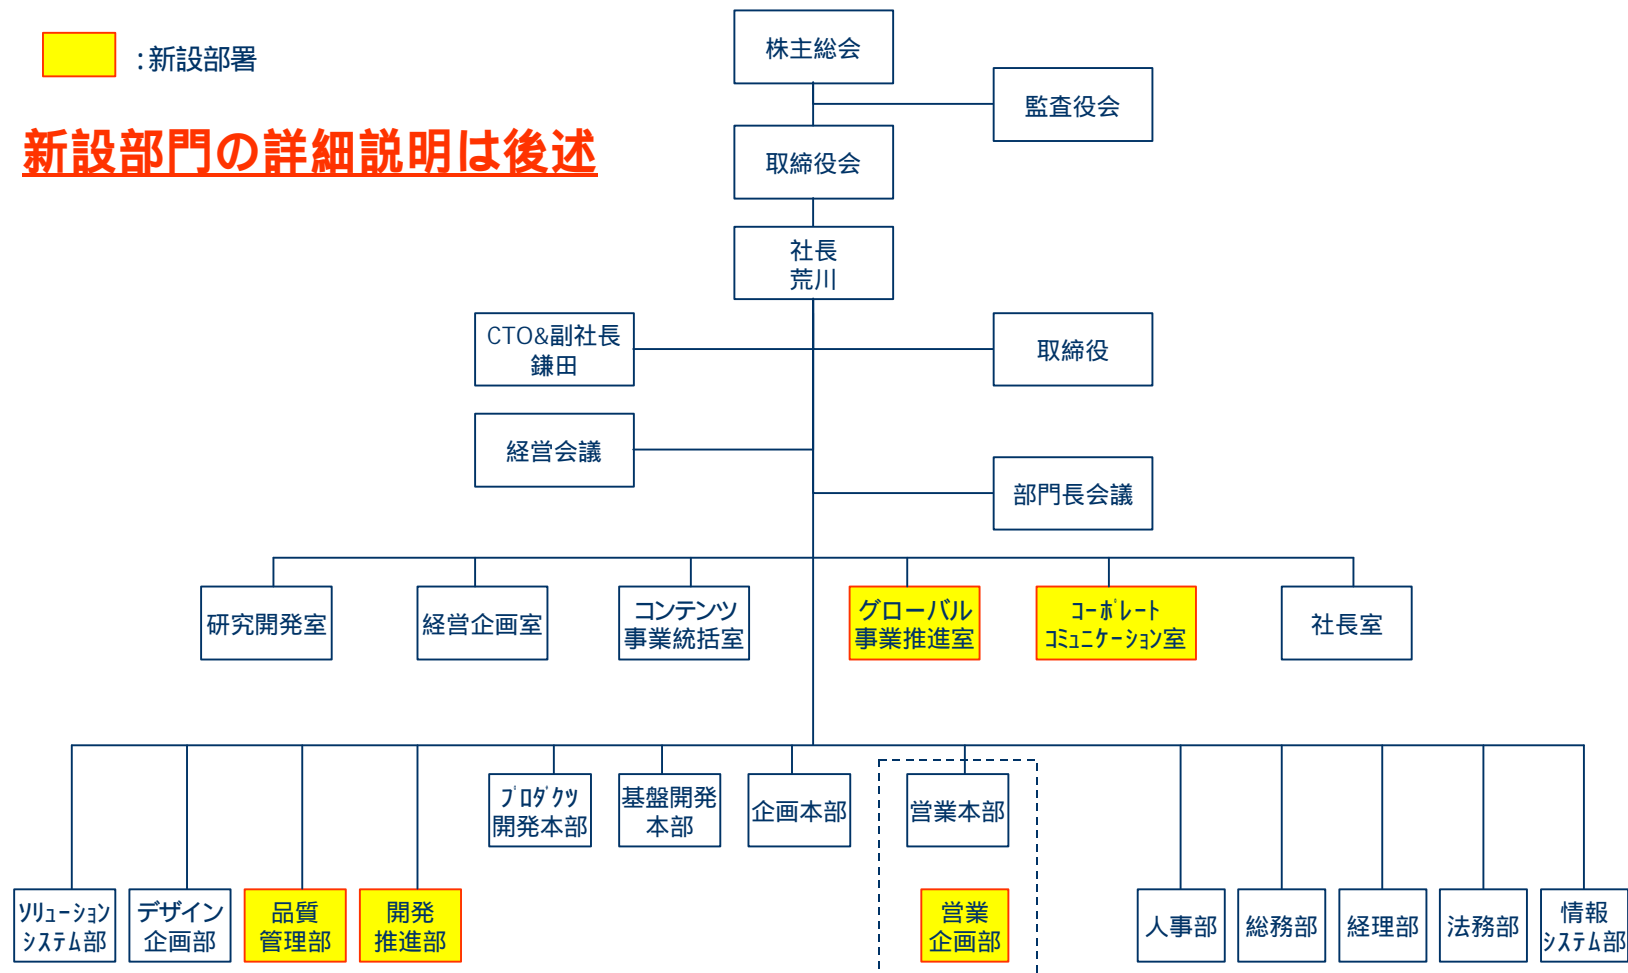 :新設部署
新設部門の詳細説明は後述
株主総会
監査役会
取締役会
社長
荒川
CTO&副社長
鎌田
取締役
経営会議
部門長会議
研究開発室
経営企画室
コンテンツ
事業統括室
グローバル
事業推進室
ｺｰﾎﾟﾚｰﾄ
ｺﾐｭﾆｹｰｼｮﾝ室
社長室
ﾌﾟﾛﾀﾞｸﾂ
開発本部
基盤開発
本部
企画本部
営業本部
ｿﾘｭｰｼｮﾝ
ｼｽﾃﾑ部
デザイン
企画部
品質
管理部
開発
推進部
営業
企画部
人事部
総務部
経理部
法務部
情報
ｼｽﾃﾑ部